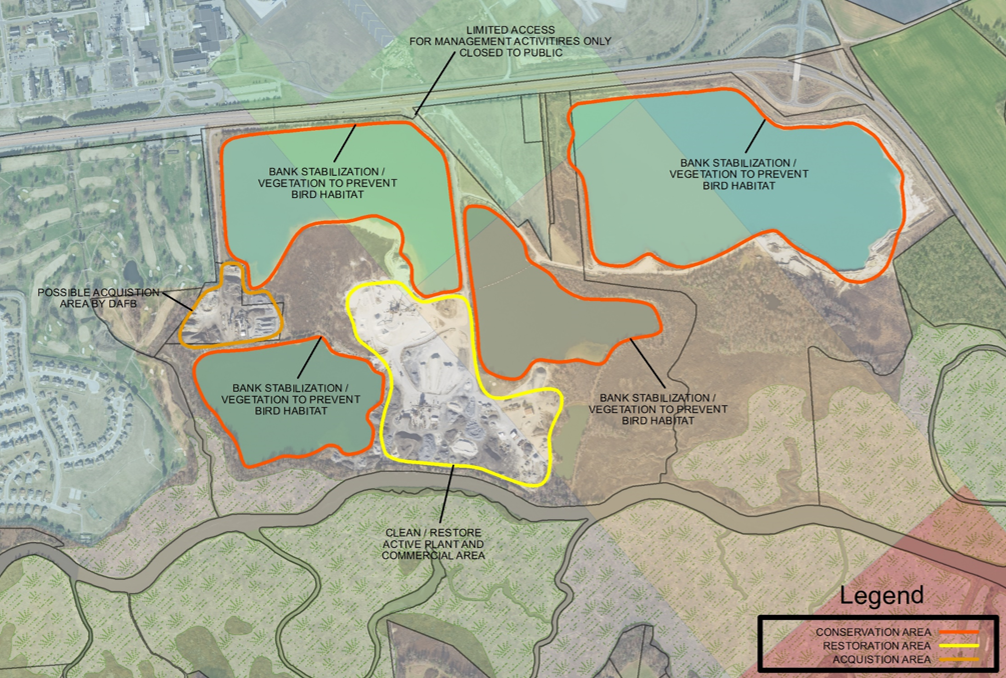 LIMITED ACCESS
FOR MANAGEMENT ACTIVITIRES ONLY
CLOSED TO PUBLIC
BANK STABILIZATION /
VEGETATION TO PREVENT
BIRD HABITAT
BANK STABILIZATION /
VEGETATION TO PREVENT
BIRD HABITAT
POSSIBLE ACQUISTION
AREA BY DAFB
BANK STABILIZATION /
VEGETATION TO PREVENT
BIRD HABITAT
BANK STABILIZATION /
VEGETATION TO PREVENT
BIRD HABITAT
CLEAN / RESTORE
ACTIVE PLANT AND
COMMERCIAL AREA
Legend
CONSERVATION AREA
RESTORATION AREA
ACQUISTION AREA